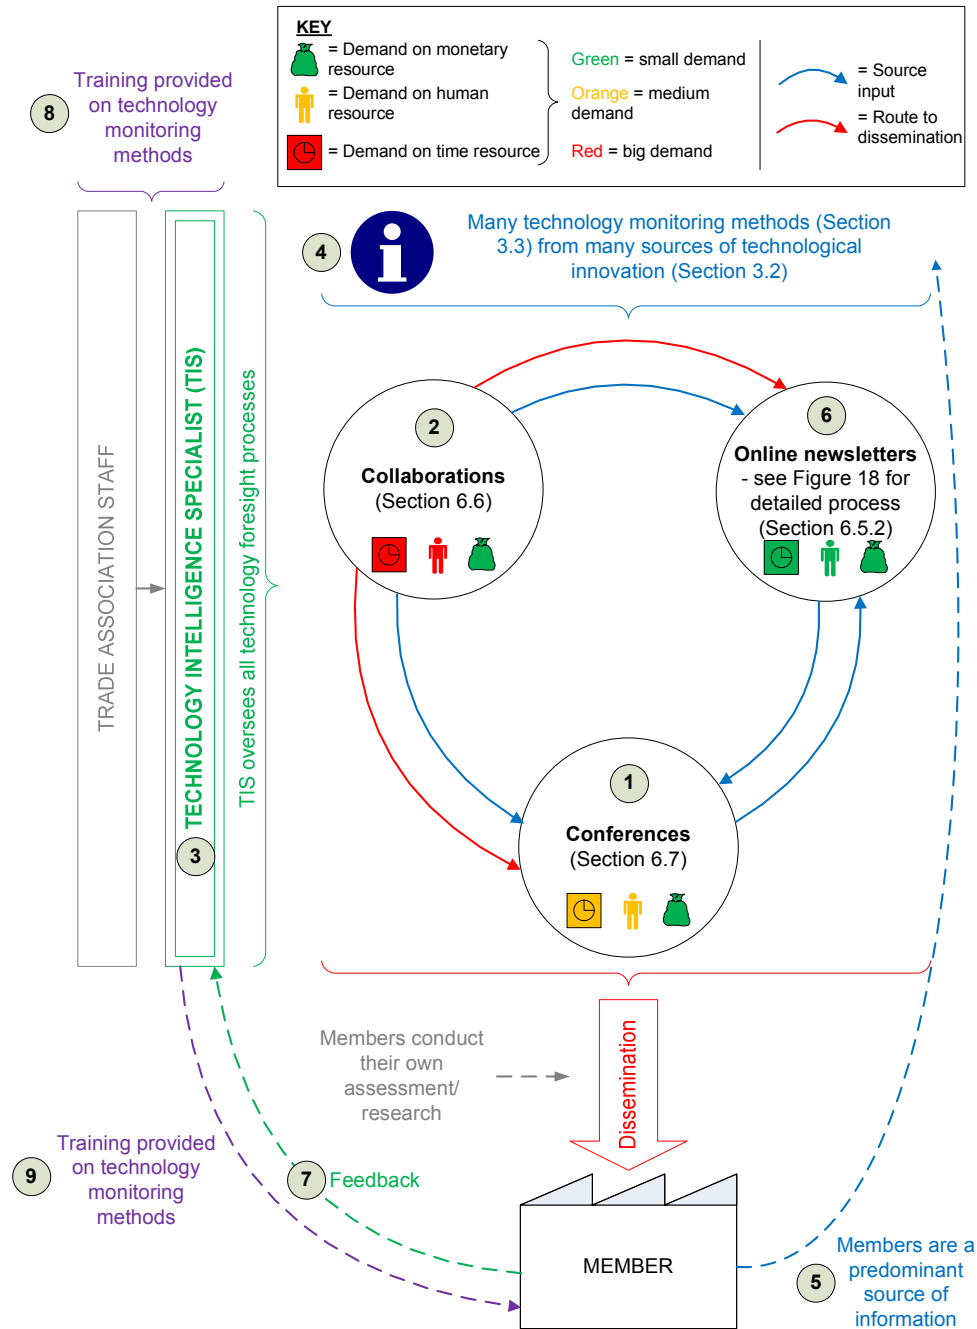 KEY
= Demand on monetary
resource
= Demand on human
resource
= Demand on time resource
Green = small demand
Orange = medium
demand
Red = big demand
= Source
input
= Route to
dissemination
8
Training provided
on technology
monitoring
methods
4
Many technology monitoring methods (Section
3.3) from many sources of technological
innovation (Section 3.2)
TRADE ASSOCIATION STAFF
TECHNOLOGY INTELLIGENCE SPECIALIST (TIS)
3
TIS oversees all technology foresight processes
2
Collaborations
(Section 6.6)
6
Online newsletters
- see Figure 18 for
detailed process
(Section 6.5.2)
1
Conferences
(Section 6.7)
Members conduct
their own
assessment/
research
Dissemination
9
Training provided
on technology
monitoring
methods
7
Feedback
MEMBER
5
Members are a
predominant
source of
information